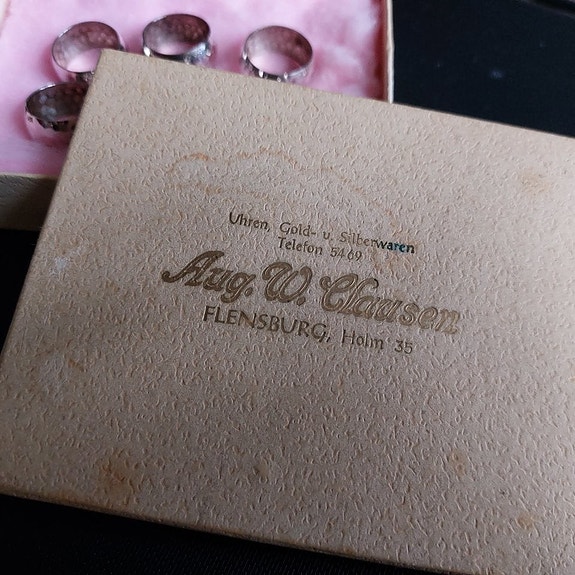 Uhren, Gold- u. Silberwaren
Telefon 5469
Aug. W. Clausen
FLENSBURG, Holm 35